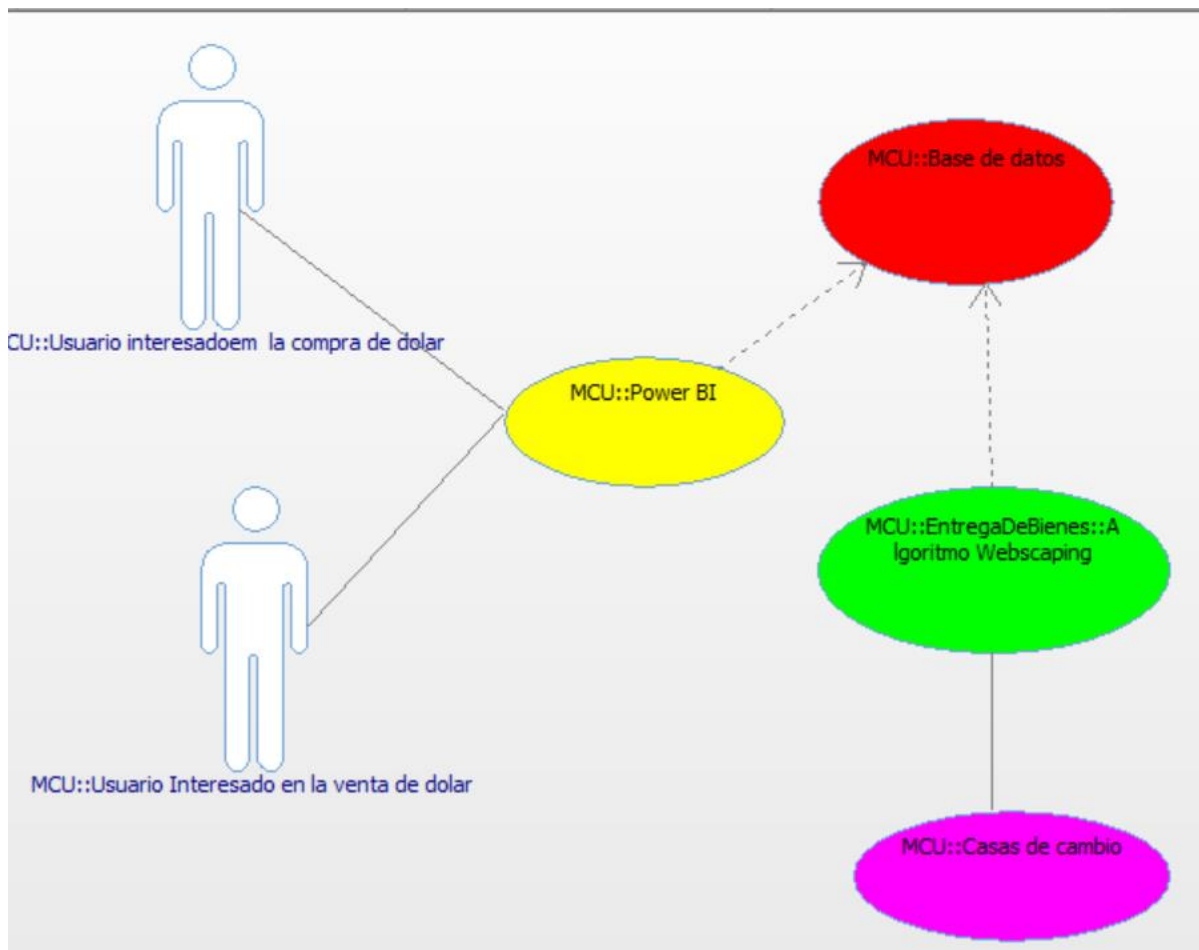 MCU::Base de datos
CU::Usuario interesadoem la compra de dolar
MCU::Power BI
MCU::EntregaDeBienes::A
lgoritmo Webscaping
MCU::Usuario Interesado en la venta de dolar
MCU::Casas de cambio